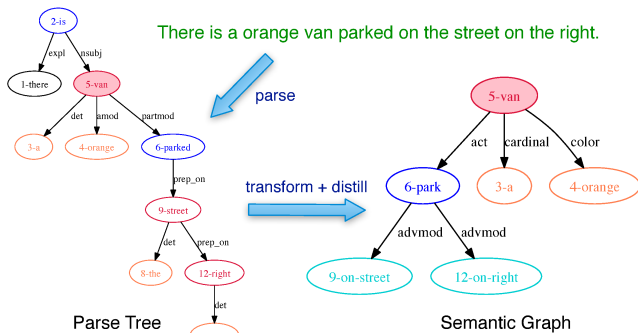 There is a orange van parked on the street on the right.
2-is
expl
nsubj
1-there
5-van
det
amod
partmod
3-a
4-orange
6-parked
prep_on
9-street
det
prep_on
8-the
12-right
det
Parse Tree
parse
transform + distill
5-van
act
cardinal
color
6-park
3-a
4-orange
advmod
advmod
9-on-street
12-on-right
Semantic Graph